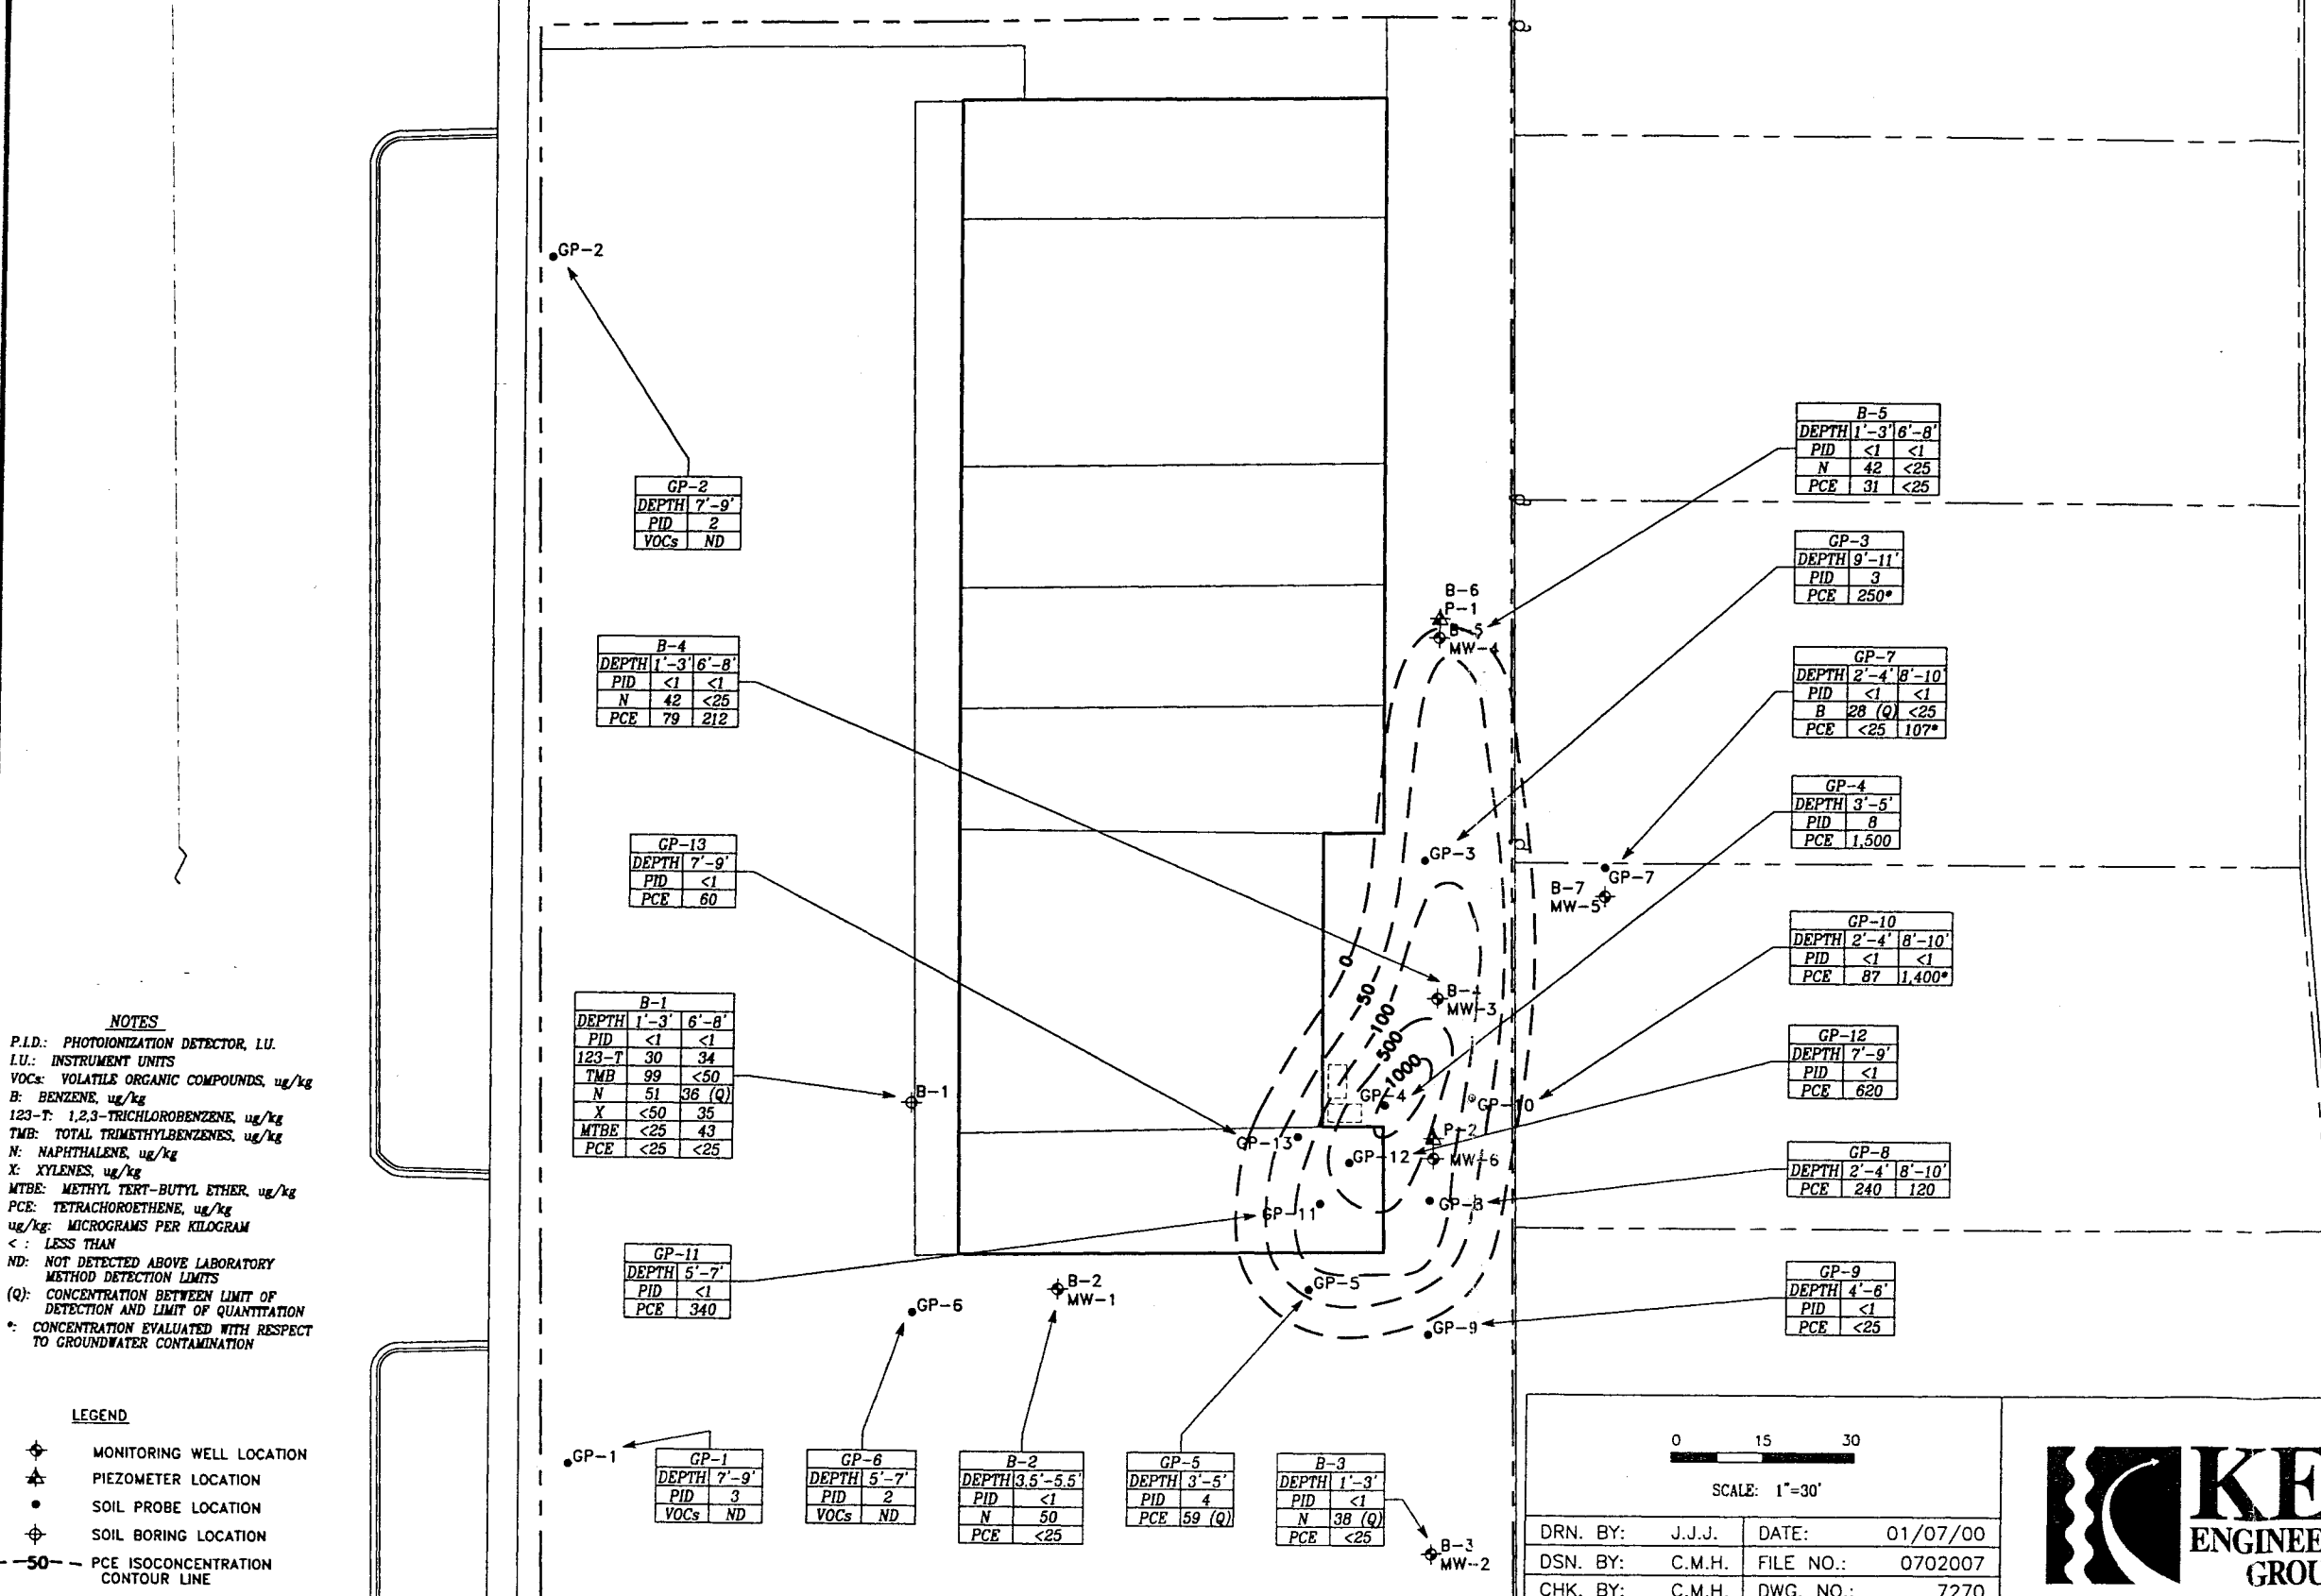 GP-2
GP-2
DEPTH 7'-9'
PID 2
VOCs ND
B-4
DEPTH 1'-3' 6'-8'
PID <1 <1
N 42 <25
PCE 79 212
GP-13
DEPTH 7'-9'
PID <1
PCE 60
B-1
DEPTH 1'-3' 6'-8'
PID <1 <1
123-T 30 34
TMB 99 <50
N 51 36 (Q)
X <50 35
MTBE <25 43
PCE <25 <25
GP-11
DEPTH 5'-7'
PID <1
PCE 340
B-1
B-6
P-1
B-5
MW-4
GP-3
GP-7
B-7
MW-5
B-4
MW-3
0
50
100
500
1000
GP-4
GP-10
GP-13
P-2
GP-12
MW-6
GP-11
GP-8
GP-5
GP-9
B-2
MW-1
GP-6
GP-1
B-3
MW-2
B-5
DEPTH 1'-3' 6'-8'
PID <1 <1
N 42 <25
PCE 31 <25
GP-3
DEPTH 9'-11'
PID 3
PCE 250*
GP-7
DEPTH 2'-4' 8'-10'
PID <1 <1
B 28 (Q) <25
PCE <25 107*
GP-4
DEPTH 3'-5'
PID 8
PCE 1,500
GP-10
DEPTH 2'-4' 8'-10'
PID <1 <1
PCE 87 1,400*
GP-12
DEPTH 7'-9'
PID <1
PCE 620
GP-8
DEPTH 2'-4' 8'-10'
PCE 240 120
GP-9
DEPTH 4'-6'
PID <1
PCE <25
GP-1
DEPTH 7'-9'
PID 3
VOCs ND
GP-6
DEPTH 5'-7'
PID 2
VOCs ND
B-2
DEPTH 3.5'-5.5'
PID <1
N 50
PCE <25
GP-5
DEPTH 3'-5'
PID 4
PCE 59 (Q)
B-3
DEPTH 1'-3'
PID <1
N 38 (Q)
PCE <25
NOTES
P.I.D.: PHOTOIONIZATION DETECTOR, I.U.
I.U.: INSTRUMENT UNITS
VOCs: VOLATILE ORGANIC COMPOUNDS, ug/kg
B: BENZENE, ug/kg
123-T: 1,2,3-TRICHLOROBENZENE, ug/kg
TMB: TOTAL TRIMETHYLBENZENES, ug/kg
N: NAPHTHALENE, ug/kg
X: XYLENES, ug/kg
MTBE: METHYL TERT-BUTYL ETHER, ug/kg
PCE: TETRACHOROETHENE, ug/kg
ug/kg: MICROGRAMS PER KILOGRAM
< : LESS THAN
ND: NOT DETECTED ABOVE LABORATORY
METHOD DETECTION LIMITS
(Q): CONCENTRATION BETWEEN LIMIT OF
DETECTION AND LIMIT OF QUANTITATION
*: CONCENTRATION EVALUATED WITH RESPECT
TO GROUNDWATER CONTAMINATION
LEGEND
MONITORING WELL LOCATION
PIEZOMETER LOCATION
SOIL PROBE LOCATION
SOIL BORING LOCATION
50 PCE ISOCONCENTRATION
CONTOUR LINE
0 15 30
SCALE: 1"=30'
DRN. BY: J.J.J. DATE: 01/07/00
DSN. BY: C.M.H. FILE NO.: 0702007
CHK. BY: C.M.H. DWG. NO.: 7270
KE
ENGINEE
GROU